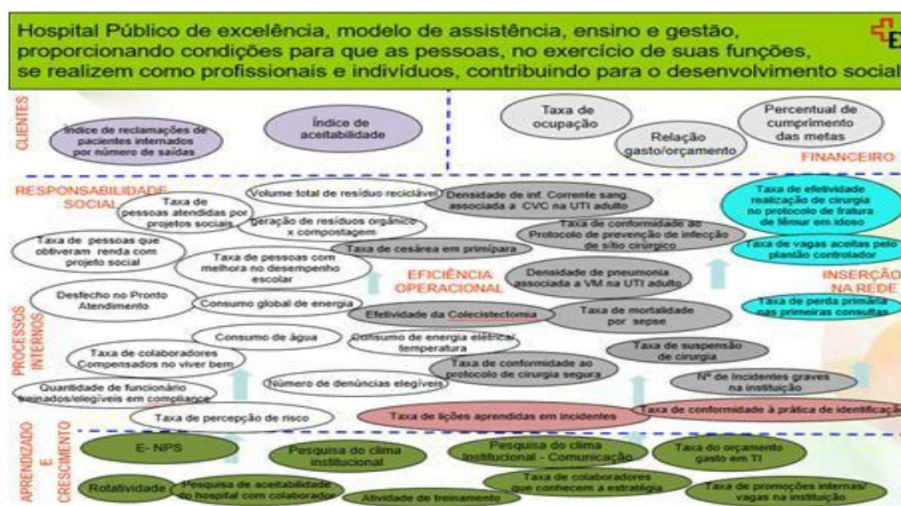 Hospital Público de excelência, modelo de assistência, ensino e gestão,
proporcionando condições para que as pessoas, no exercício de suas funções,
se realizem como profissionais e indivíduos, contribuindo para o desenvolvimento social
CLIENTES
Índice de reclamações de
pacientes internados
por número de saídas
Índice de
aceitabilidade
Taxa de
ocupação
Relação
gasto/orçamento
Percentual de
cumprimento
das metas
FINANCEIRO
RESPONSABILIDADE
SOCIAL
Taxa de
pessoas atendidas por
projetos sociais
Volume total de resíduo reciclável
geração de resíduos orgânico
x compostagem
Taxa de pessoas que
obtiveram renda com
projeto social
Taxa de pessoas com
melhora no desempenho
escolar
Densidade de inf. Corrente sang
associada a CVC na UTI adulto
Taxa de conformidade ao
Protocolo de prevenção de infecção
de sítio cirúrgico
Taxa de cesárea em primípara
EFICIÊNCIA
OPERACIONAL
Densidade de pneumonia
associada a VM na UTI adulto
Taxa de efetividade
realização de cirurgia
no protocolo de fratura
de fêmur em idoso
Taxa de vagas aceitas pelo
plantão controlador
INSERÇÃO
NA REDE
Taxa de perda primária
nas primeiras consultas
PROCESSOS
INTERNOS
Desfecho no Pronto
Atendimento
Consumo global de energia
Efetividade da Colecistectomia
Taxa de mortalidade
por sepse
Consumo de água
Consumo de energia elétrica/
temperatura
Taxa de suspensão
de cirurgia
Taxa de colaboradores
Compensados no viver bem
Taxa de conformidade ao
protocolo de cirurgia segura
Quantidade de funcionário
treinados/elegíveis em compliance
Número de denúncias elegíveis
Nº de Incidentes graves
na instituição
Taxa de percepção de risco
Taxa de lições aprendidas em incidentes
Taxa de conformidade à prática de identificação
APRENDIZADO
E
CRESCIMENTO
E- NPS
Pesquisa do clima
institucional
Pesquisa do clima
Institucional - Comunicação
Taxa do orçamento
gasto em TI
Rotatividade
Pesquisa de aceitabilidade
do hospital com colaborador
Atividade de treinamento
Taxa de colaboradores
que conhecem a estratégia
Taxa de promoções internas/
vagas na instituição